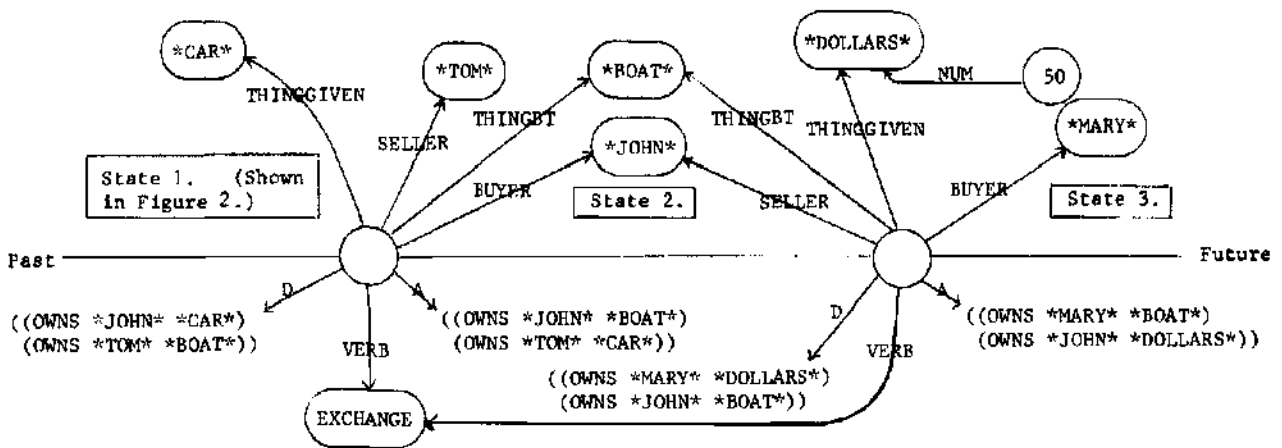 *CAR*
*TOM*
*BOAT*
*DOLLARS*
NUM
50
THINGGIVEN
THINGBT
THINGBT
THINGGIVEN
*MARY*
SELLER
*JOHN*
State 1. (Shown
in Figure 2.)
BUYER
State 2.
SELLER
BUYER
State 3.
Past
Future
D
A
D
A
((OWNS *JOHN* *CAR*)
(OWNS *TOM* *BOAT*))
((OWNS *JOHN* *BOAT*)
(OWNS *TOM* *CAR*))
((OWNS *MARY* *BOAT*)
(OWNS *JOHN* *DOLLARS*))
VERB
VERB
((OWNS *MARY* *DOLLARS*)
(OWNS *JOHN* *BOAT*))
EXCHANGE